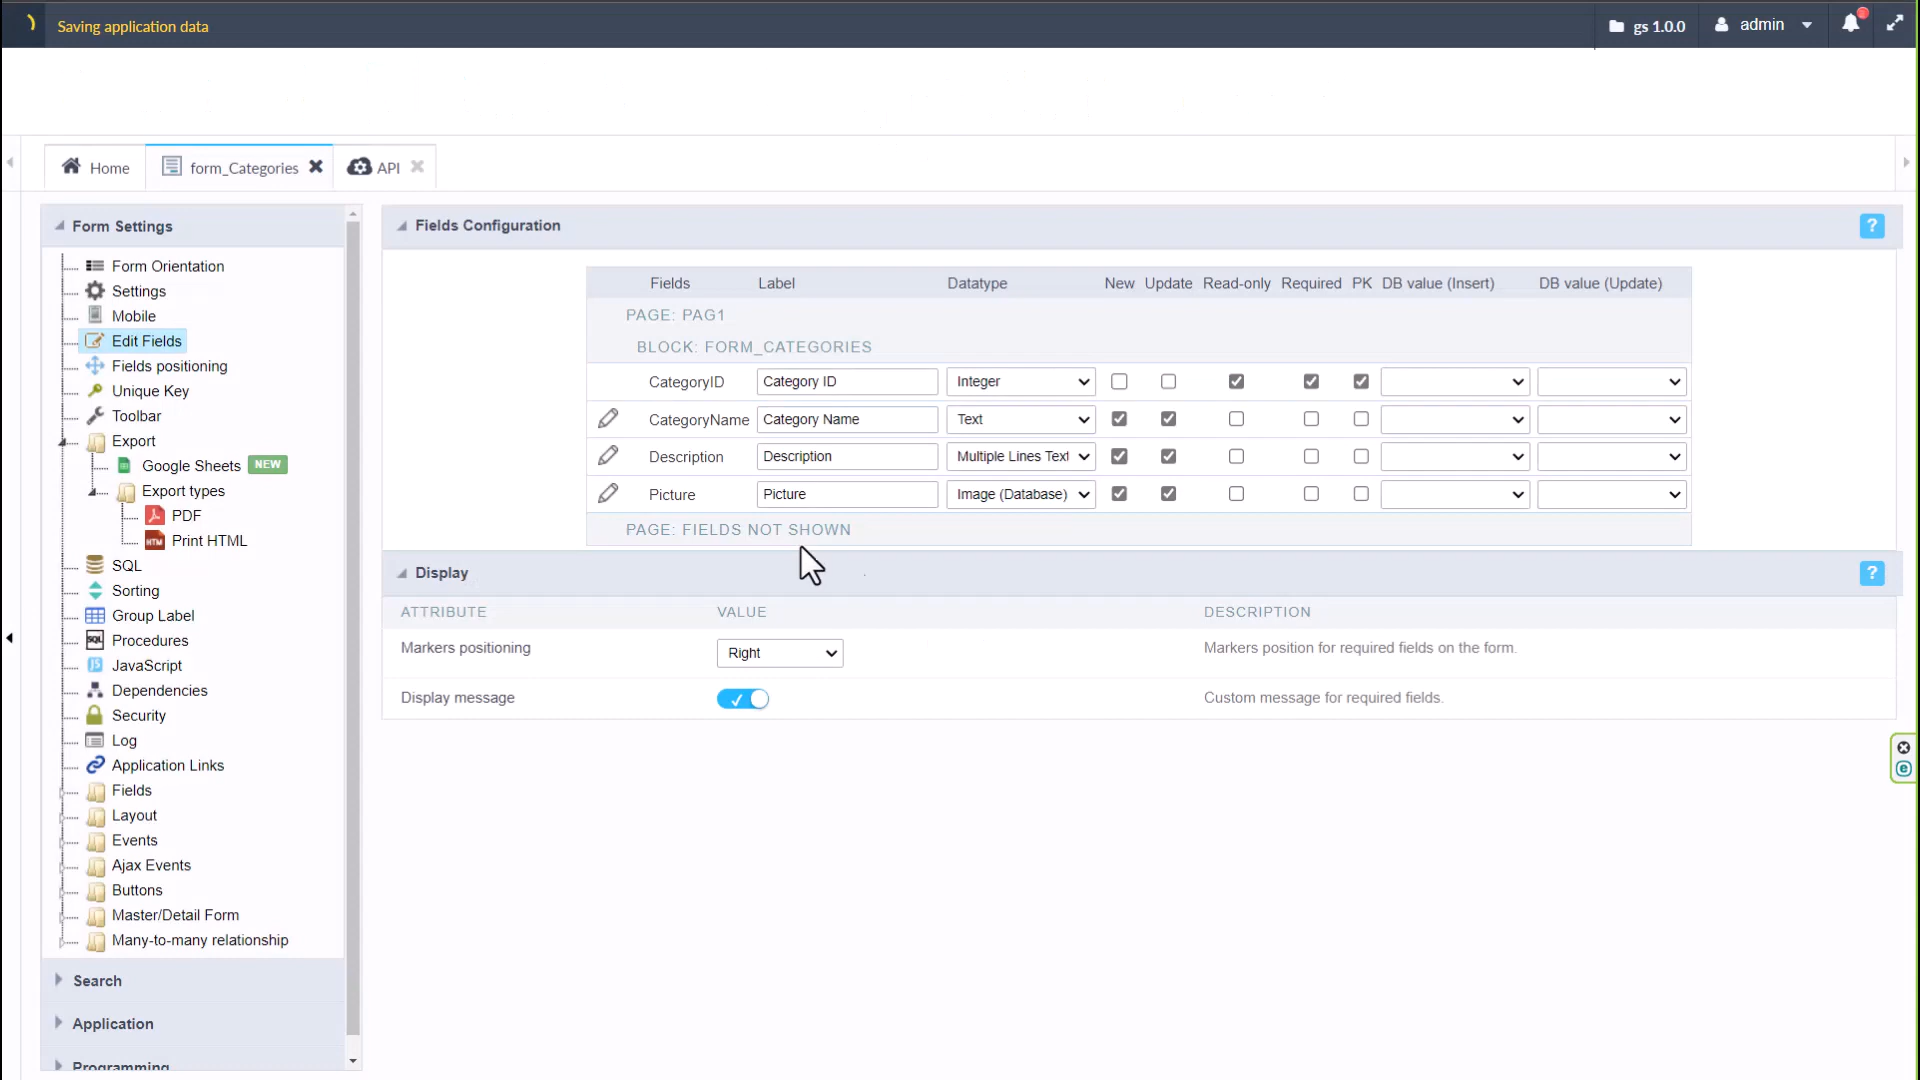 Saving application data
gs 1.0.0
admin
Home
form_Categories
API
Form Settings
Form Orientation
Settings
Mobile
Edit Fields
Fields positioning
Unique Key
Toolbar
Export
Google Sheets NEW
Export types
PDF
Print HTML
SQL
Sorting
Group Label
Procedures
JavaScript
Dependencies
Security
Log
Application Links
Fields
Layout
Events
Ajax Events
Buttons
Master/Detail Form
Many-to-many relationship
Search
Application
Programming
Fields Configuration ?
Fields Label Datatype New Update Read-only Required PK DB value (Insert) DB value (Update)
PAGE: PAG1
BLOCK: FORM_CATEGORIES
CategoryID Category ID Integer
CategoryName Category Name Text
Description Description Multiple Lines Text
Picture Picture Image (Database)
PAGE: FIELDS NOT SHOWN
Display ?
ATTRIBUTE VALUE DESCRIPTION
Markers positioning Right Markers position for required fields on the form.
Display message Custom message for required fields.